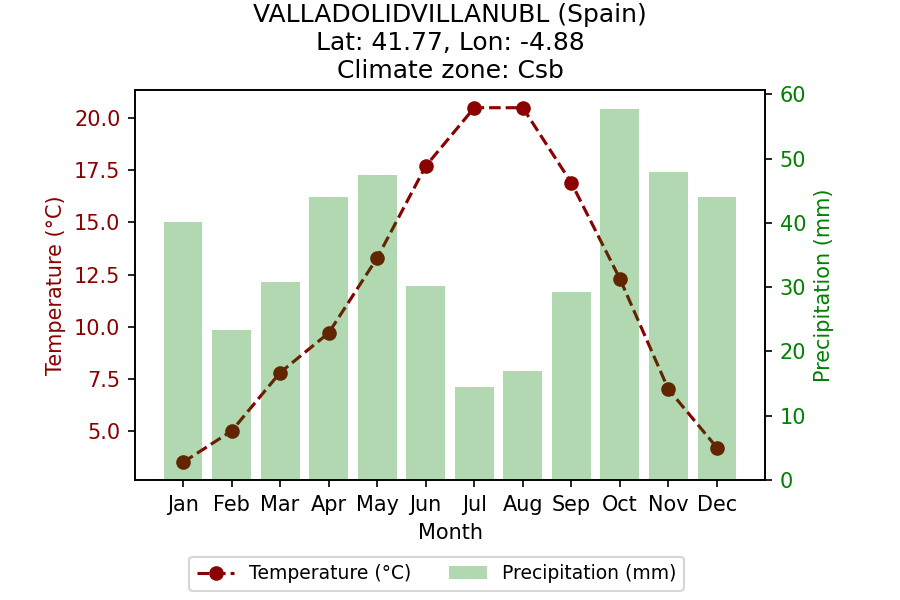 VALLADOLIDVILLANUBL (Spain)
Lat: 41.77, Lon: -4.88
Climate zone: Csb
Temperature (°C)
20.0
17.5
15.0
12.5
10.0
7.5
5.0
60
50
40
30
20
10
0
Precipitation (mm)
Jan Feb Mar Apr May Jun Jul Aug Sep Oct Nov Dec
Month
Temperature (°C) Precipitation (mm)